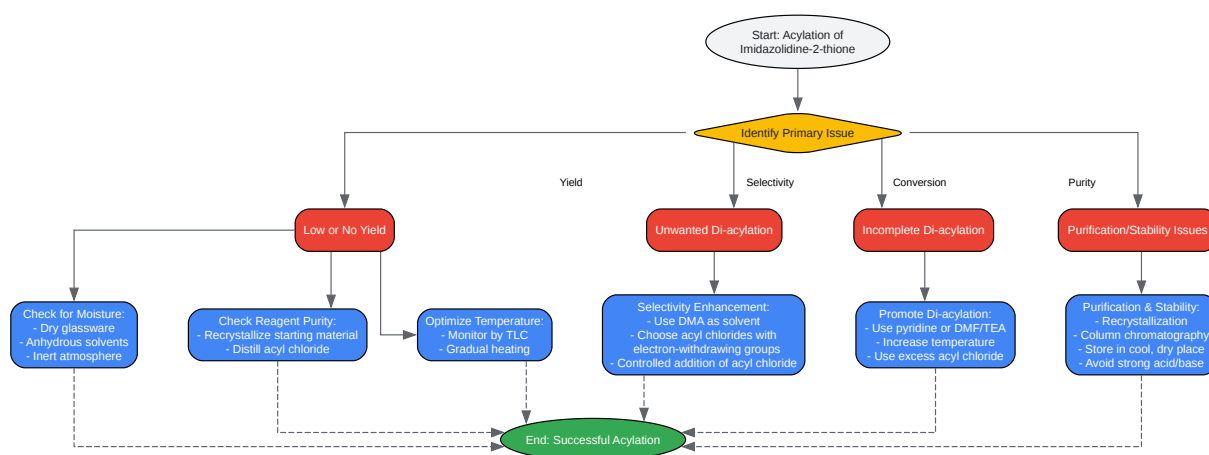 Start: Acylation of
Imidazolidine-2-thione
Identify Primary Issue
Yield
Selectivity
Conversion
Purity
Low or No Yield
Unwanted Di-acylation
Incomplete Di-acylation
Purification/Stability Issues
Check for Moisture:
- Dry glassware
- Anhydrous solvents
- Inert atmosphere
Check Reagent Purity:
- Recrystallize starting material
- Distill acyl chloride
Optimize Temperature:
- Monitor by TLC
- Gradual heating
Selectivity Enhancement:
- Use DMA as solvent
- Choose acyl chlorides with
electron-withdrawing groups
- Controlled addition of acyl chloride
Promote Di-acylation:
- Use pyridine or DMF/TEA
- Increase temperature
- Use excess acyl chloride
Purification & Stability:
- Recrystallization
- Column chromatography
- Store in cool, dry place
- Avoid strong acid/base
End: Successful Acylation